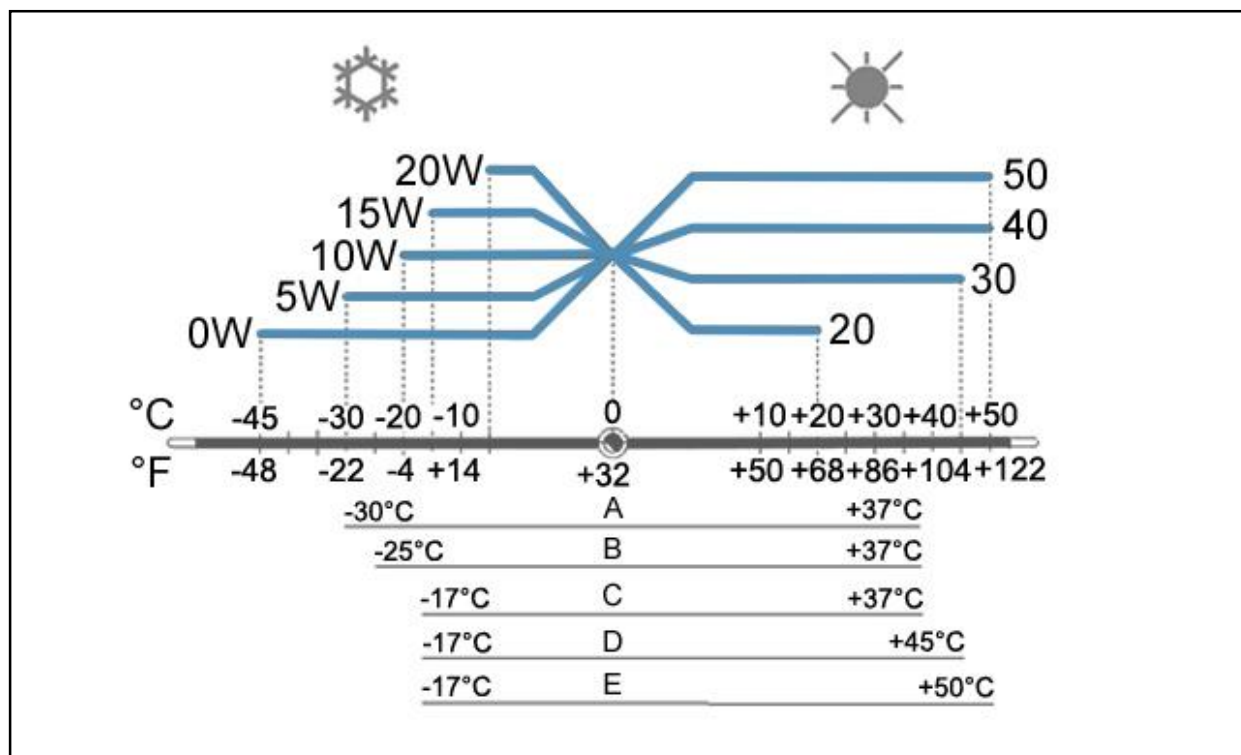 20W
50
15W
40
10W
30
5W
20
0W
°C -45 -30 -20 -10 0 +10 +20 +30 +40 +50
°F -48 -22 -4 +14 +32 +50 +68 +86 +104 +122
-30°C A +37°C
-25°C B +37°C
-17°C C +37°C
-17°C D +45°C
-17°C E +50°C